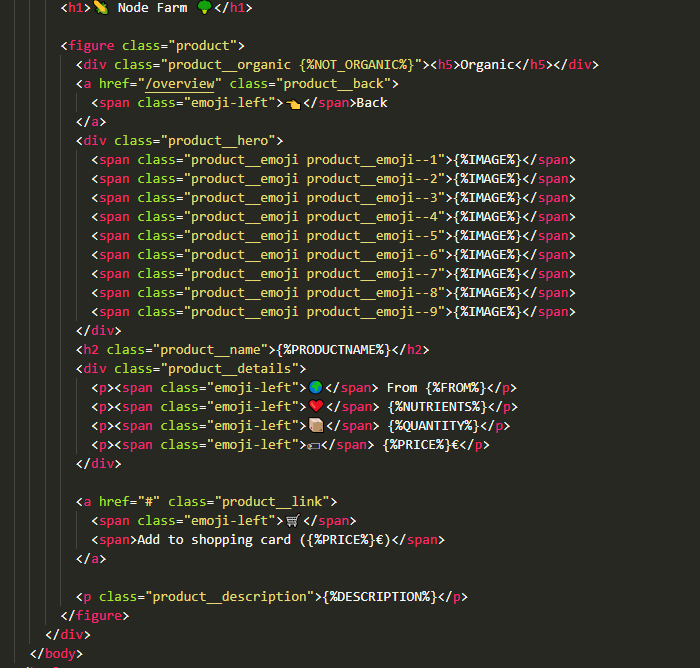 <h1>🌽 Node Farm 🥦</h1>
<figure class="product">
<div class="product__organic {%NOT_ORGANIC%}"><h5>Organic</h5></div>
<a href="/overview" class="product__back">
<span class="emoji-left">👈</span>Back
</a>
<div class="product__hero">
<span class="product__emoji product__emoji--1">{%IMAGE%}</span>
<span class="product__emoji product__emoji--2">{%IMAGE%}</span>
<span class="product__emoji product__emoji--3">{%IMAGE%}</span>
<span class="product__emoji product__emoji--4">{%IMAGE%}</span>
<span class="product__emoji product__emoji--5">{%IMAGE%}</span>
<span class="product__emoji product__emoji--6">{%IMAGE%}</span>
<span class="product__emoji product__emoji--7">{%IMAGE%}</span>
<span class="product__emoji product__emoji--8">{%IMAGE%}</span>
<span class="product__emoji product__emoji--9">{%IMAGE%}</span>
</div>
<h2 class="product__name">{%PRODUCTNAME%}</h2>
<div class="product__details">
<p><span class="emoji-left">🌍</span> From {%FROM%}</p>
<p><span class="emoji-left">❤️</span> {%NUTRIENTS%}</p>
<p><span class="emoji-left">📦</span> {%QUANTITY%}</p>
<p><span class="emoji-left">🏷</span> {%PRICE%}€</p>
</div>
<a href="#" class="product__link">
<span class="emoji-left">🛒</span>
<span>Add to shopping card ({%PRICE%}€)</span>
</a>
<p class="product__description">{%DESCRIPTION%}</p>
</figure>
</div>
</body>